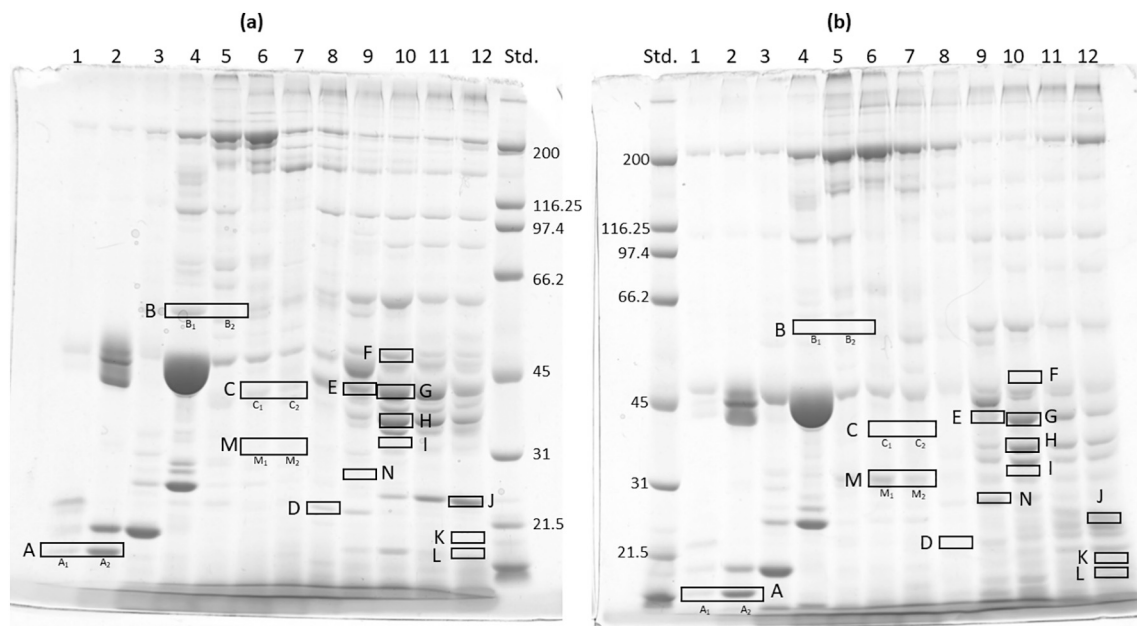 (a)
(b)
1 2 3 4 5 6 7 8 9 10 11 12 Std.
Std. 1 2 3 4 5 6 7 8 9 10 11 12
200
116.25
97.4
66.2
B
B₁ B₂
F
45
C
C₁ C₂
E
G
H
M
M₁ M₂
I
31
N
D
J
21.5
K
A
A₁ A₂
L
200
116.25
97.4
66.2
B
B₁ B₂
F
45
E
G
C
C₁ C₂
H
I
M
M₁ M₂
31
N
J
D
21.5
K
L
A
A₁ A₂